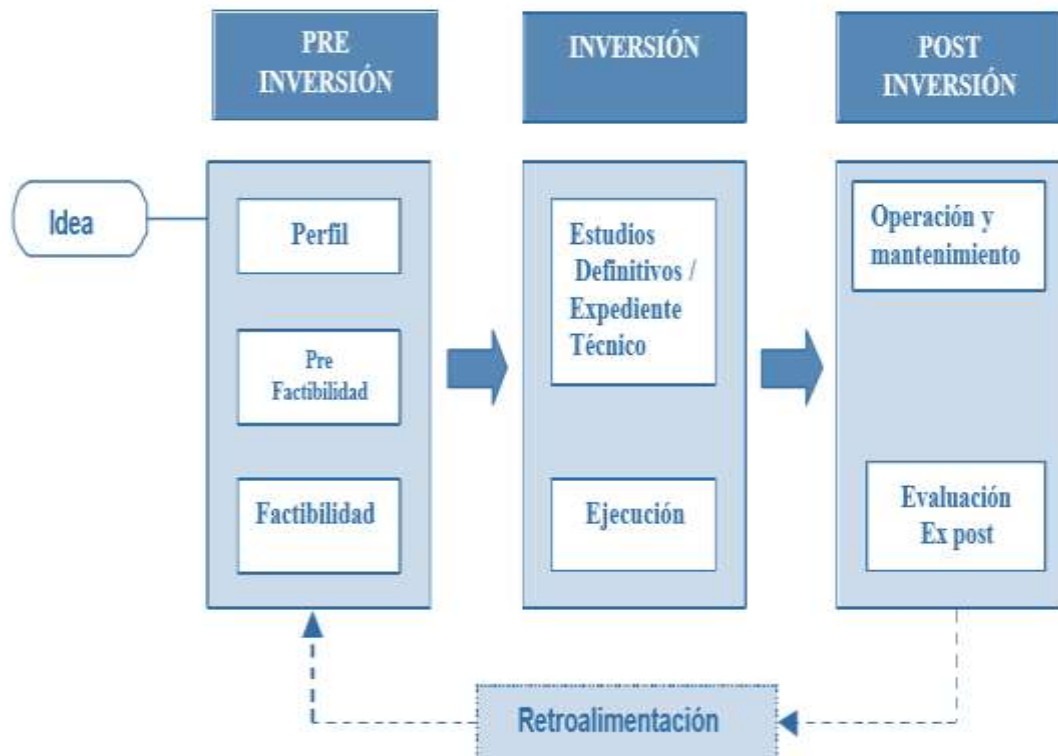 PRE
INVERSIÓN
INVERSIÓN
POST
INVERSIÓN
Idea
Perfil
Pre
Factibilidad
Factibilidad
Estudios
Definitivos /
Expediente
Técnico
Ejecución
Operación y
mantenimiento
Evaluación
Ex post
Retroalimentación